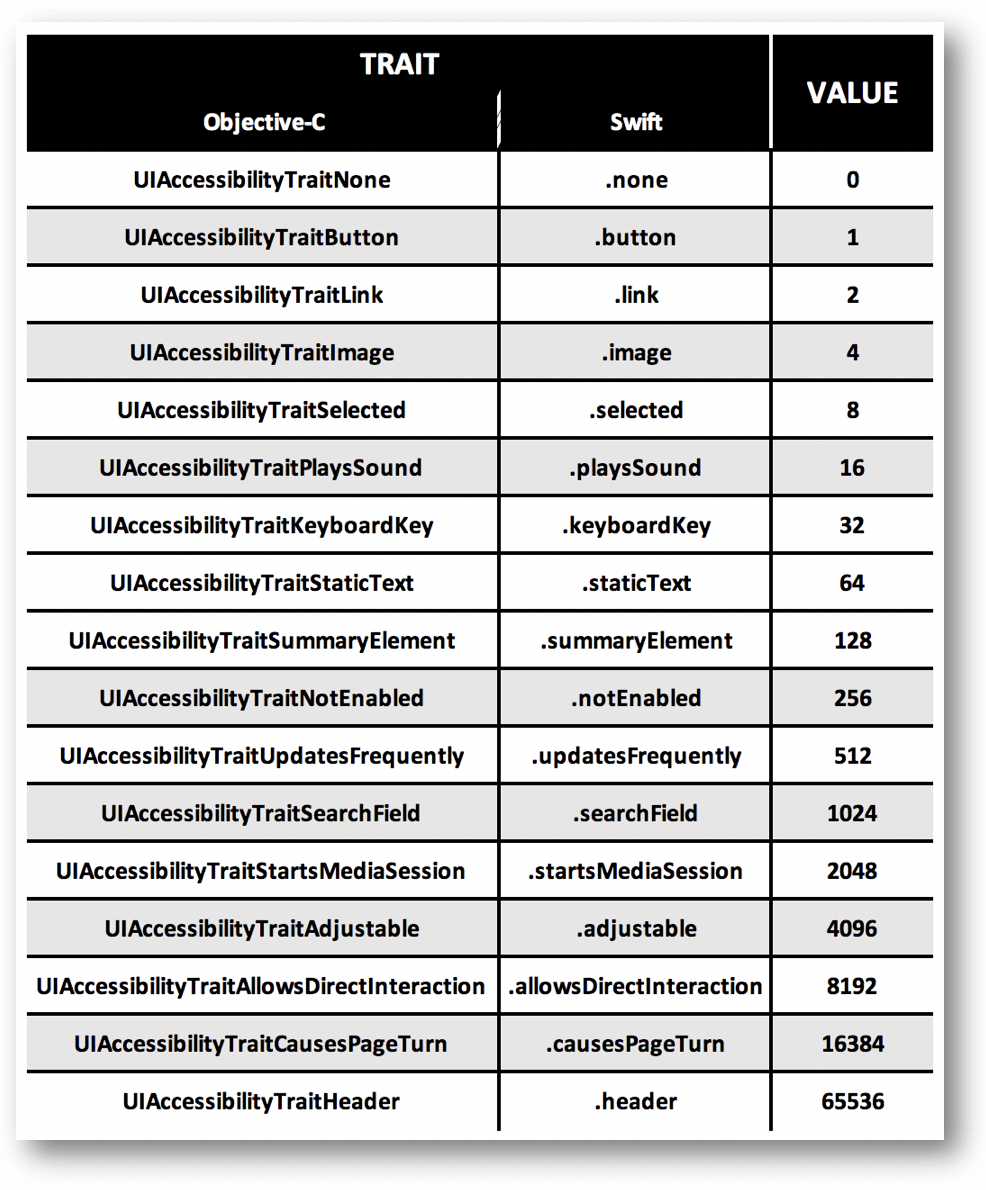 TRAIT
VALUE
Objective-C Swift
UIAccessibilityTraitNone .none 0
UIAccessibilityTraitButton .button 1
UIAccessibilityTraitLink .link 2
UIAccessibilityTraitImage .image 4
UIAccessibilityTraitSelected .selected 8
UIAccessibilityTraitPlaysSound .playsSound 16
UIAccessibilityTraitKeyboardKey .keyboardKey 32
UIAccessibilityTraitStaticText .staticText 64
UIAccessibilityTraitSummaryElement .summaryElement 128
UIAccessibilityTraitNotEnabled .notEnabled 256
UIAccessibilityTraitUpdatesFrequently .updatesFrequently 512
UIAccessibilityTraitSearchField .searchField 1024
UIAccessibilityTraitStartsMediaSession .startsMediaSession 2048
UIAccessibilityTraitAdjustable .adjustable 4096
UIAccessibilityTraitAllowsDirectInteraction .allowsDirectInteraction 8192
UIAccessibilityTraitCausesPageTurn .causesPageTurn 16384
UIAccessibilityTraitHeader .header 65536